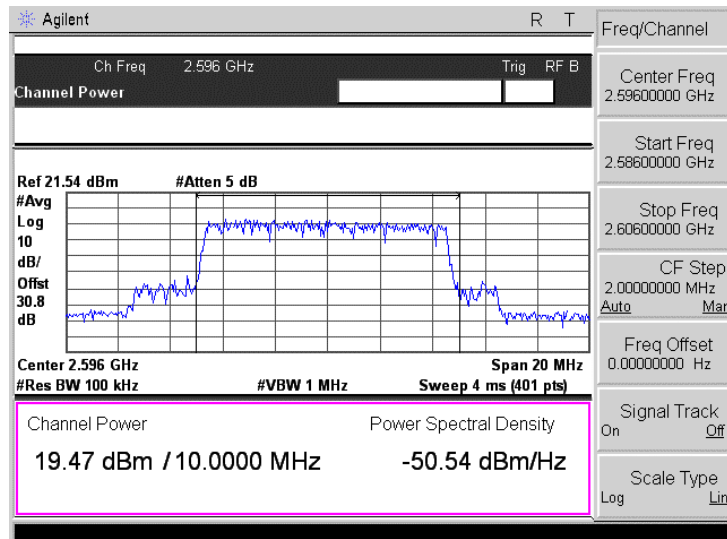 Agilent R T
Ch Freq 2.596 GHz Trig RF B
Channel Power
Ref 21.54 dBm #Atten 5 dB
#Avg
Log
10
dB/
Offst
30.8
dB
Center 2.596 GHz Span 20 MHz
#Res BW 100 kHz #VBW 1 MHz Sweep 4 ms (401 pts)
Channel Power Power Spectral Density
19.47 dBm / 10.0000 MHz -50.54 dBm/Hz
Freq/Channel
Center Freq
2.59600000 GHz
Start Freq
2.58600000 GHz
Stop Freq
2.60600000 GHz
CF Step
2.00000000 MHz
Auto Man
Freq Offset
0.00000000 Hz
Signal Track
On Off
Scale Type
Log Lin